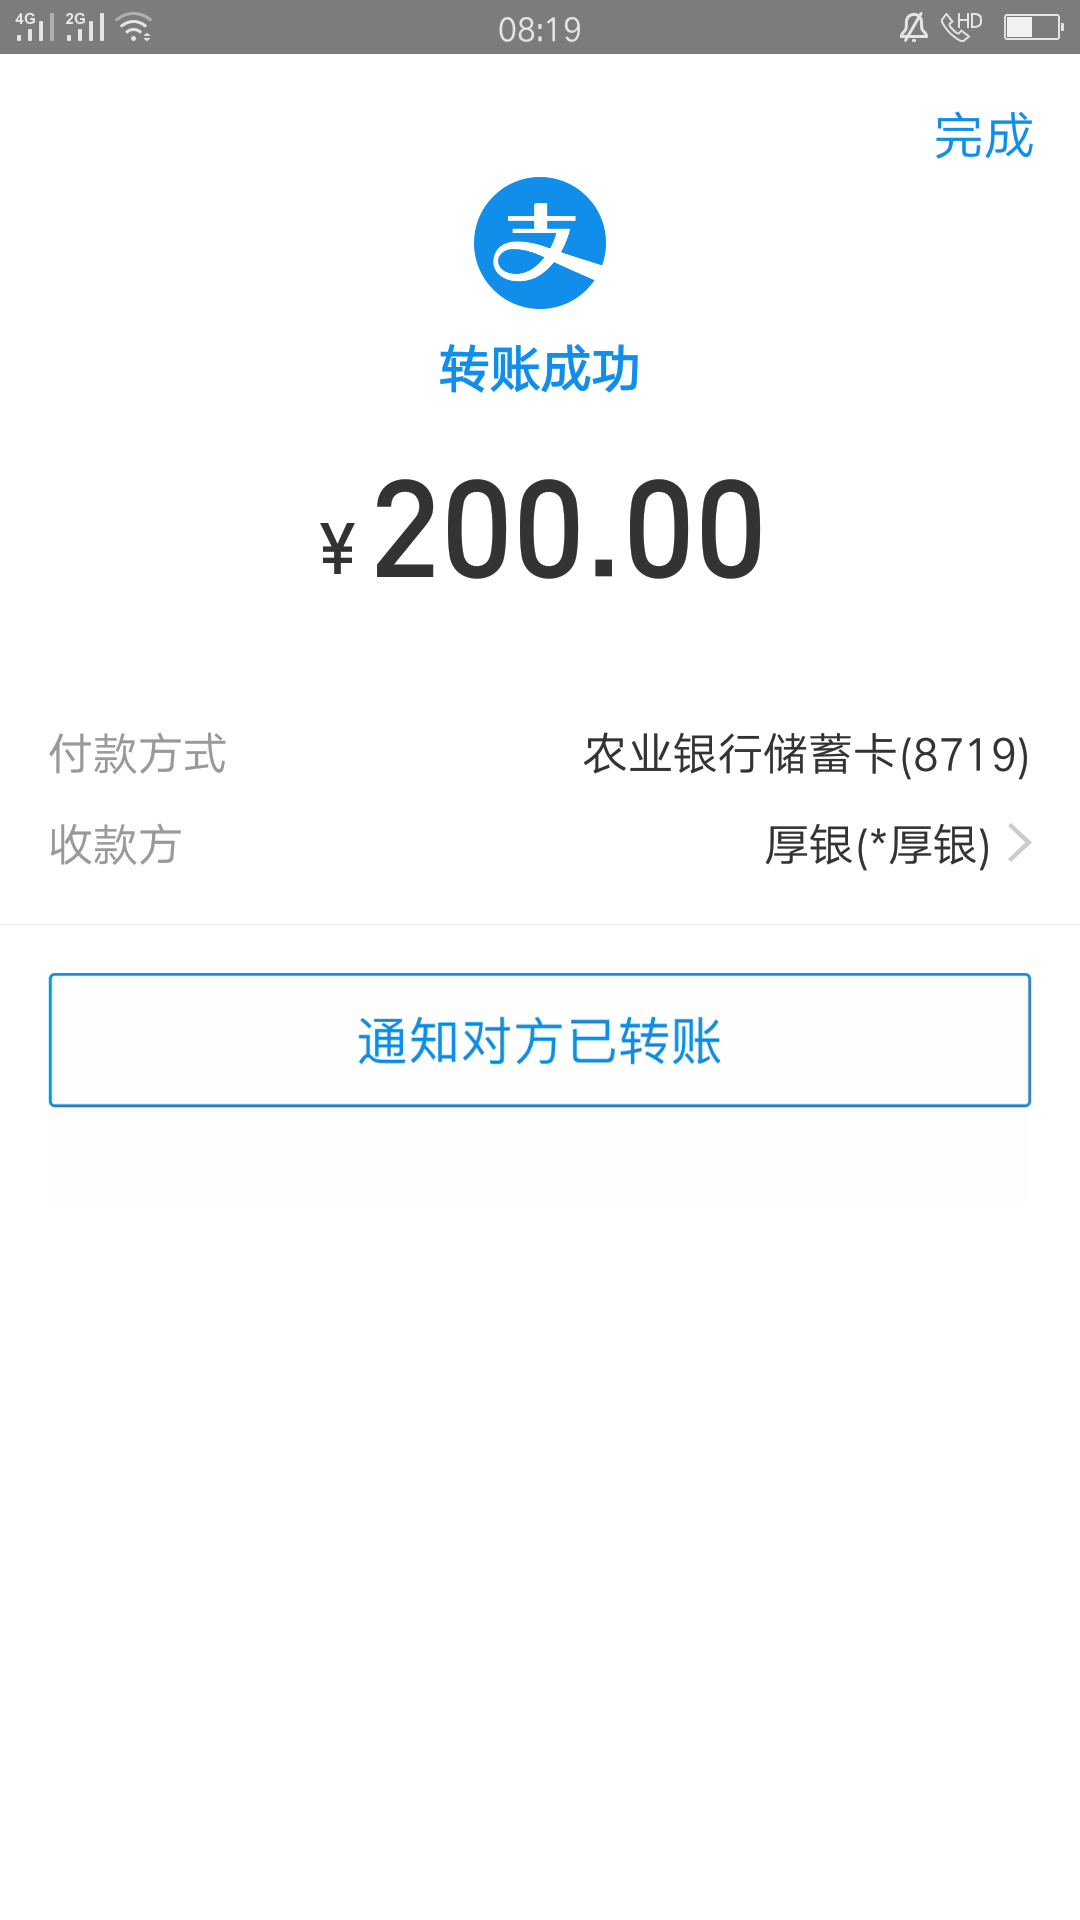 4G 2G 08:19 HD
完成
支
转账成功
¥200.00
付款方式 农业银行储蓄卡(8719)
收款方 厚银(*厚银)
通知对方已转账